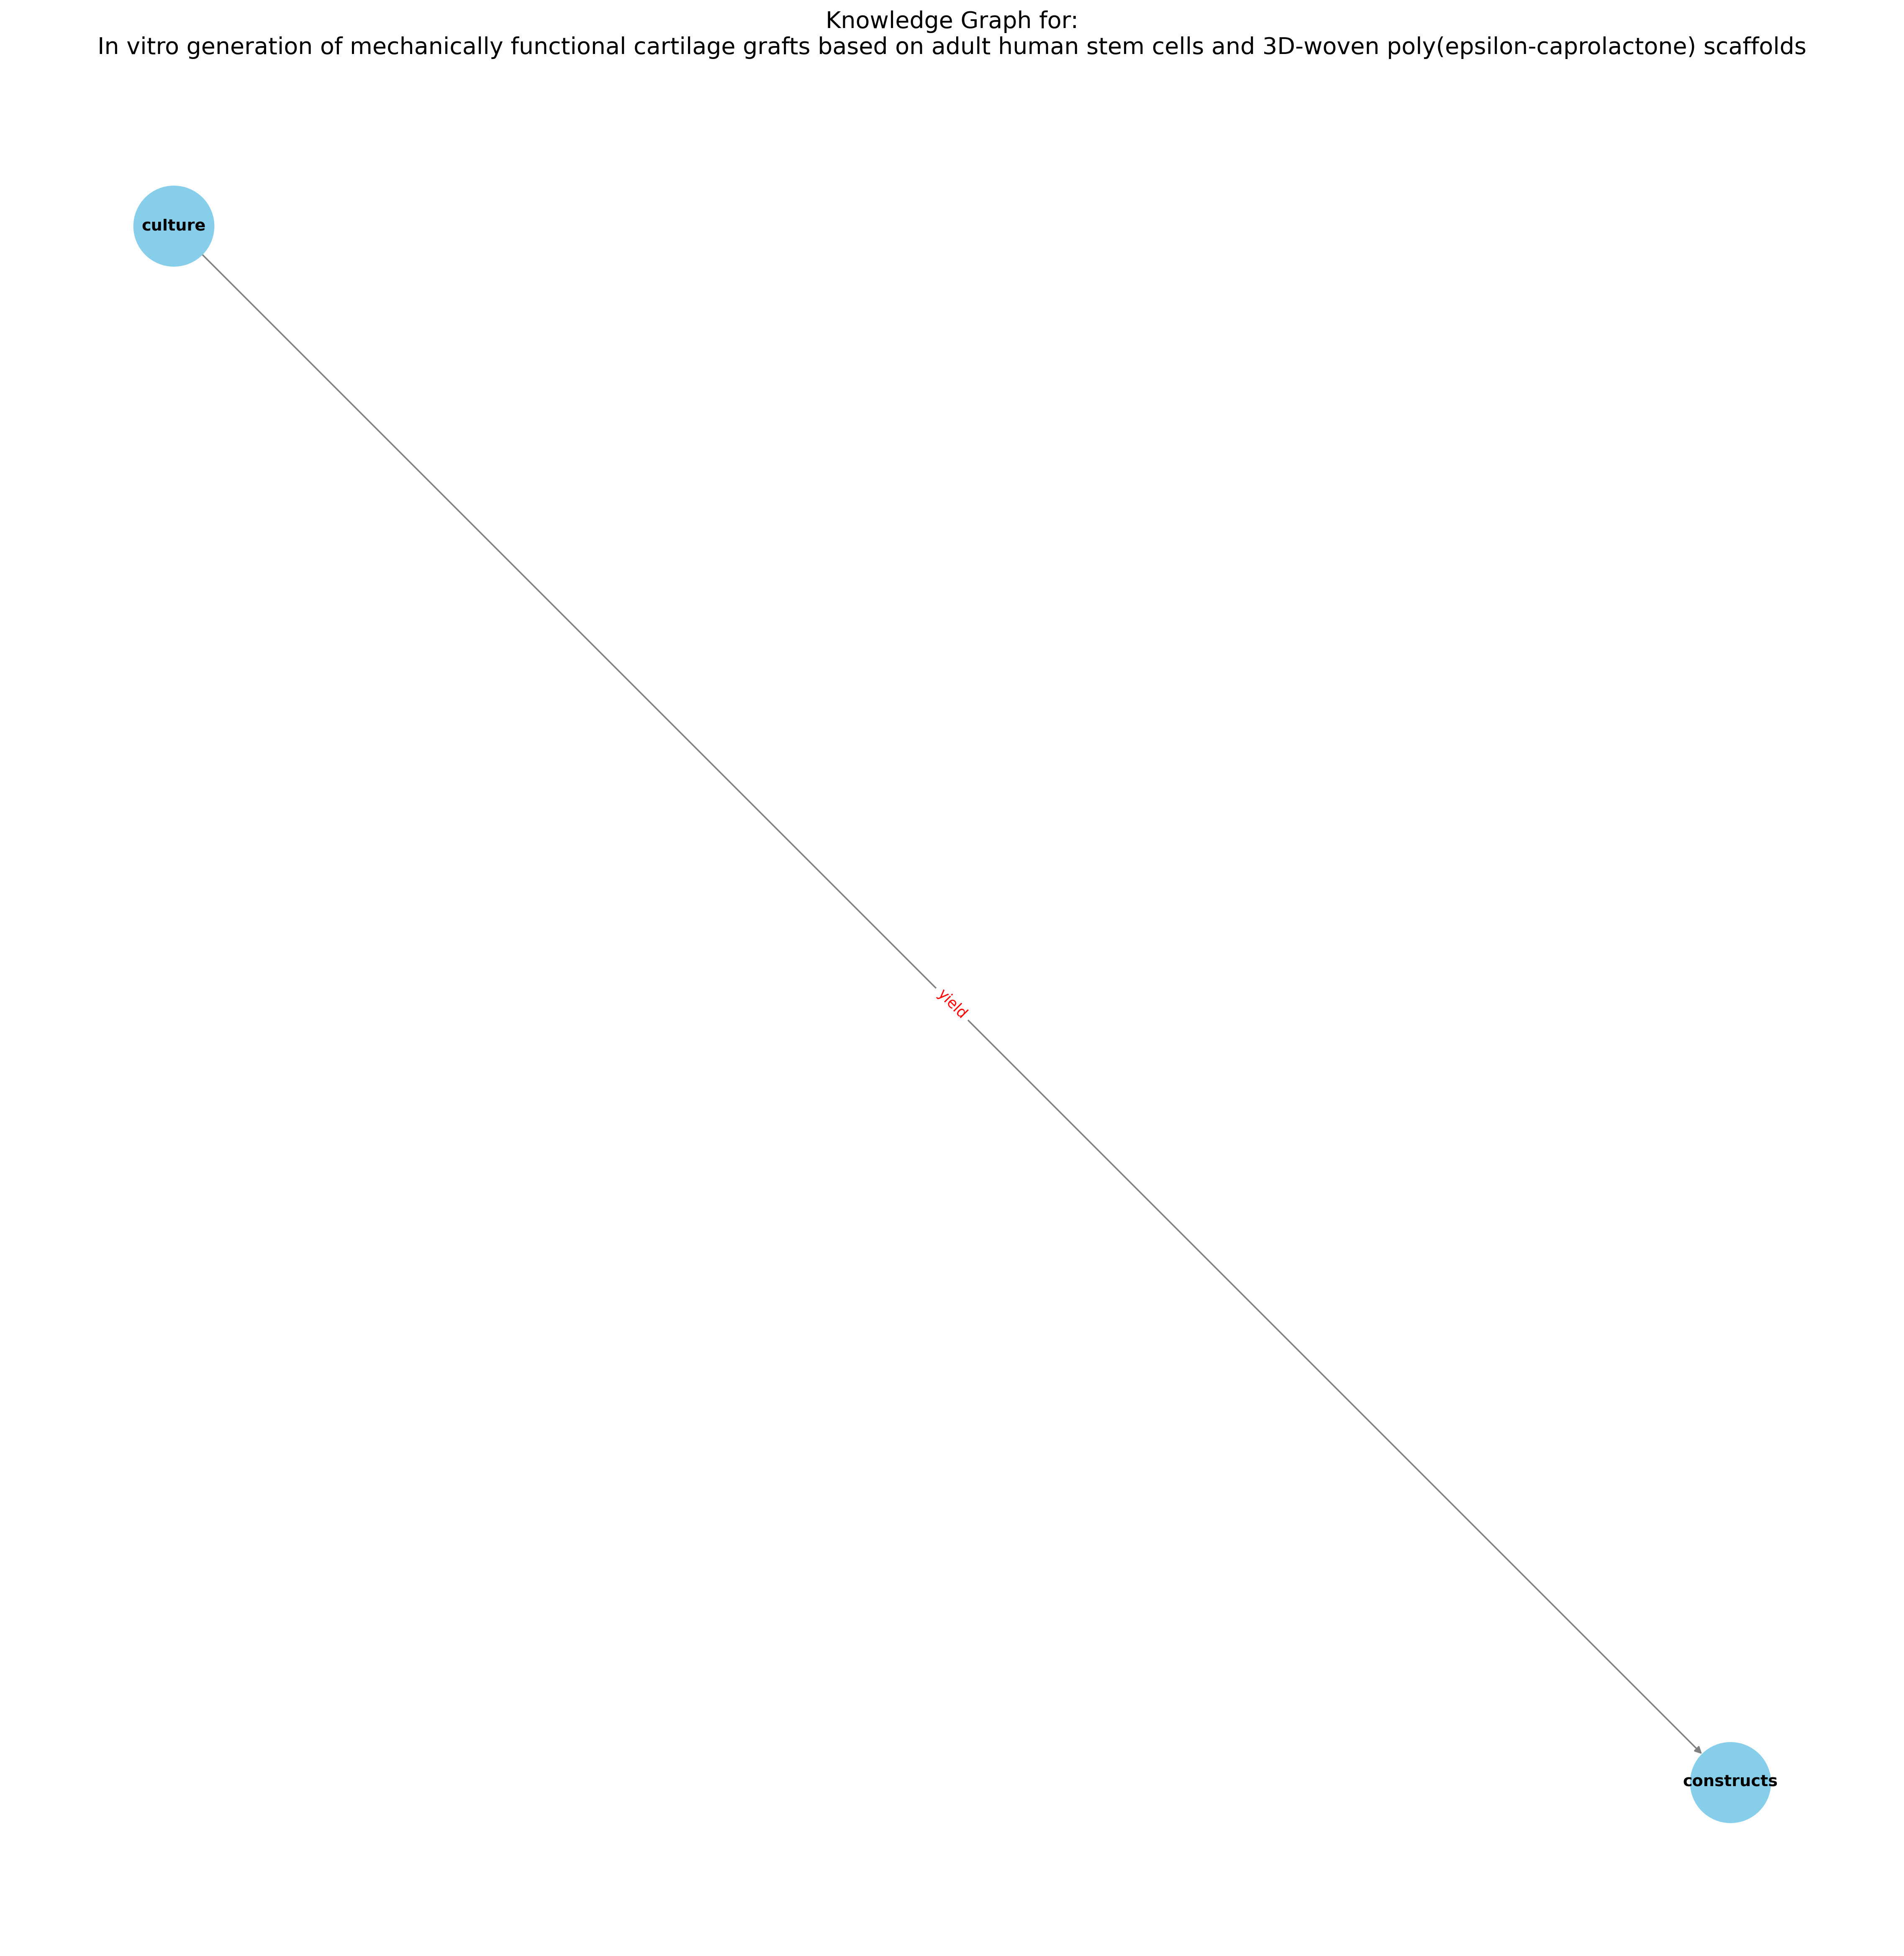 Knowledge Graph for:
In vitro generation of mechanically functional cartilage grafts based on adult human stem cells and 3D-woven poly(epsilon-caprolactone) scaffolds
culture
yield
constructs